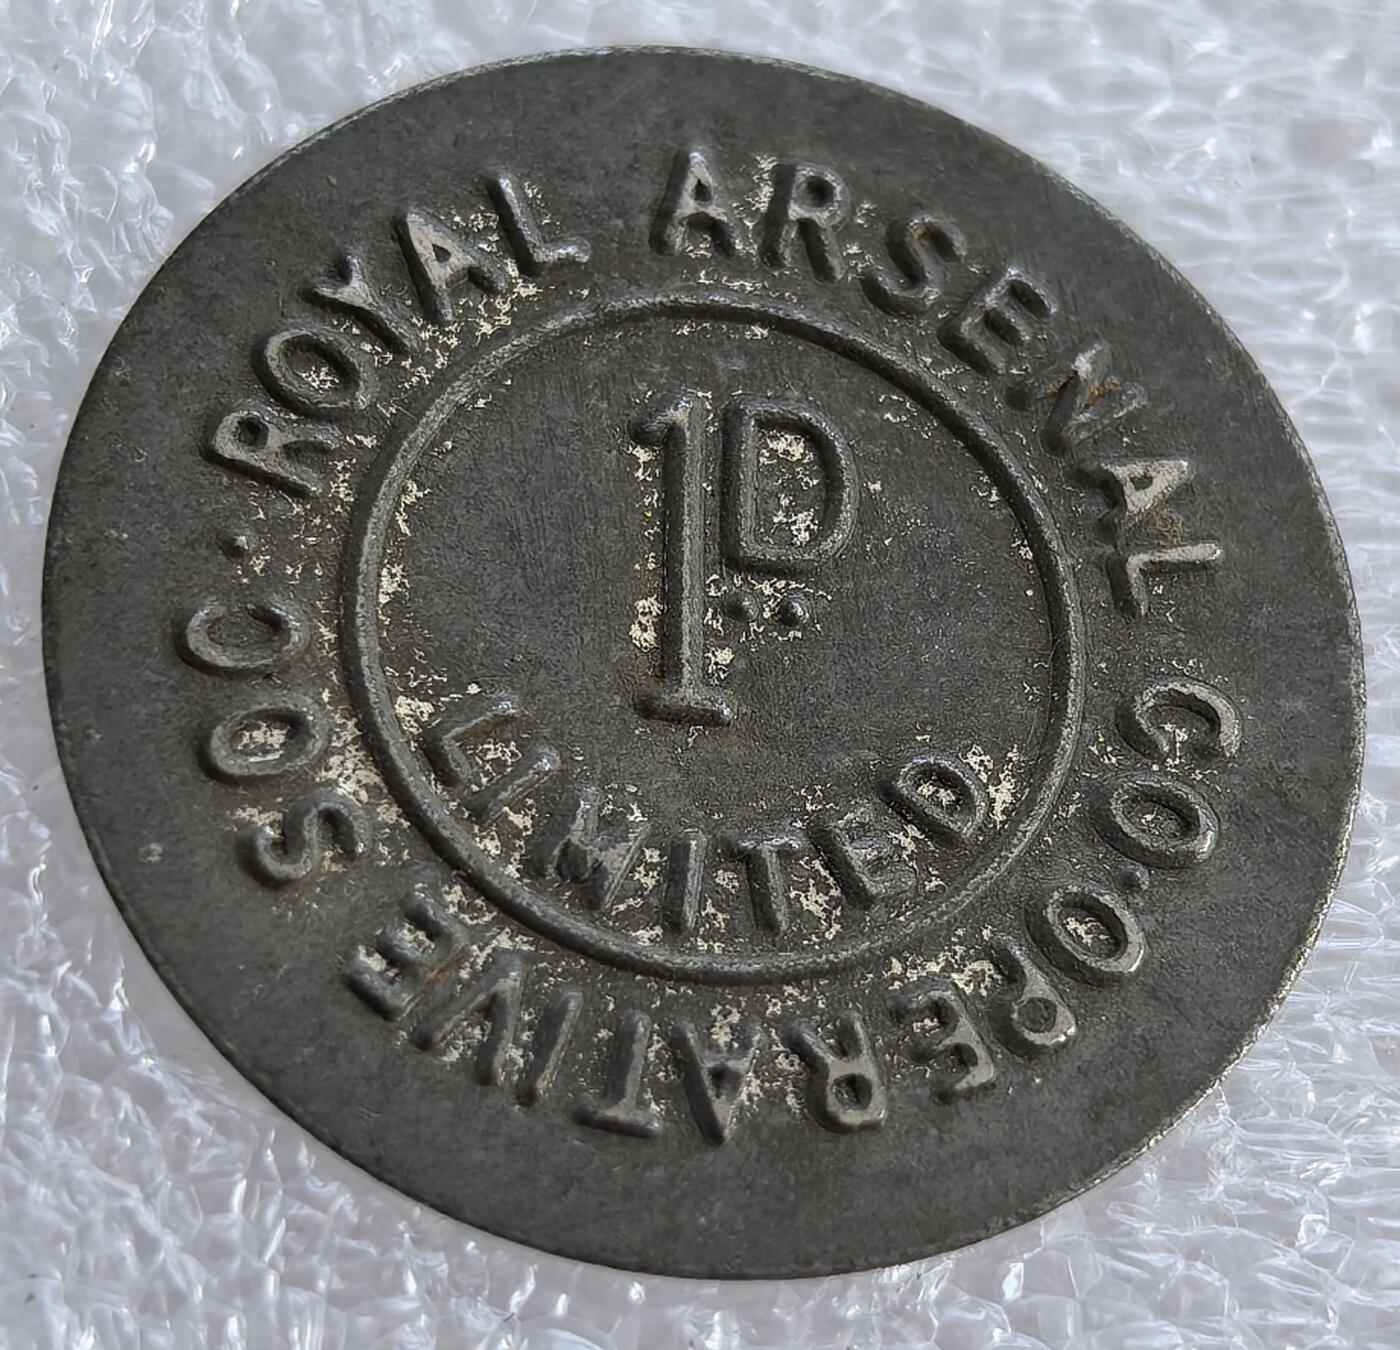 ROYAL ARSENAL CO·OPERATIVE SOC·
1D
LIMITED